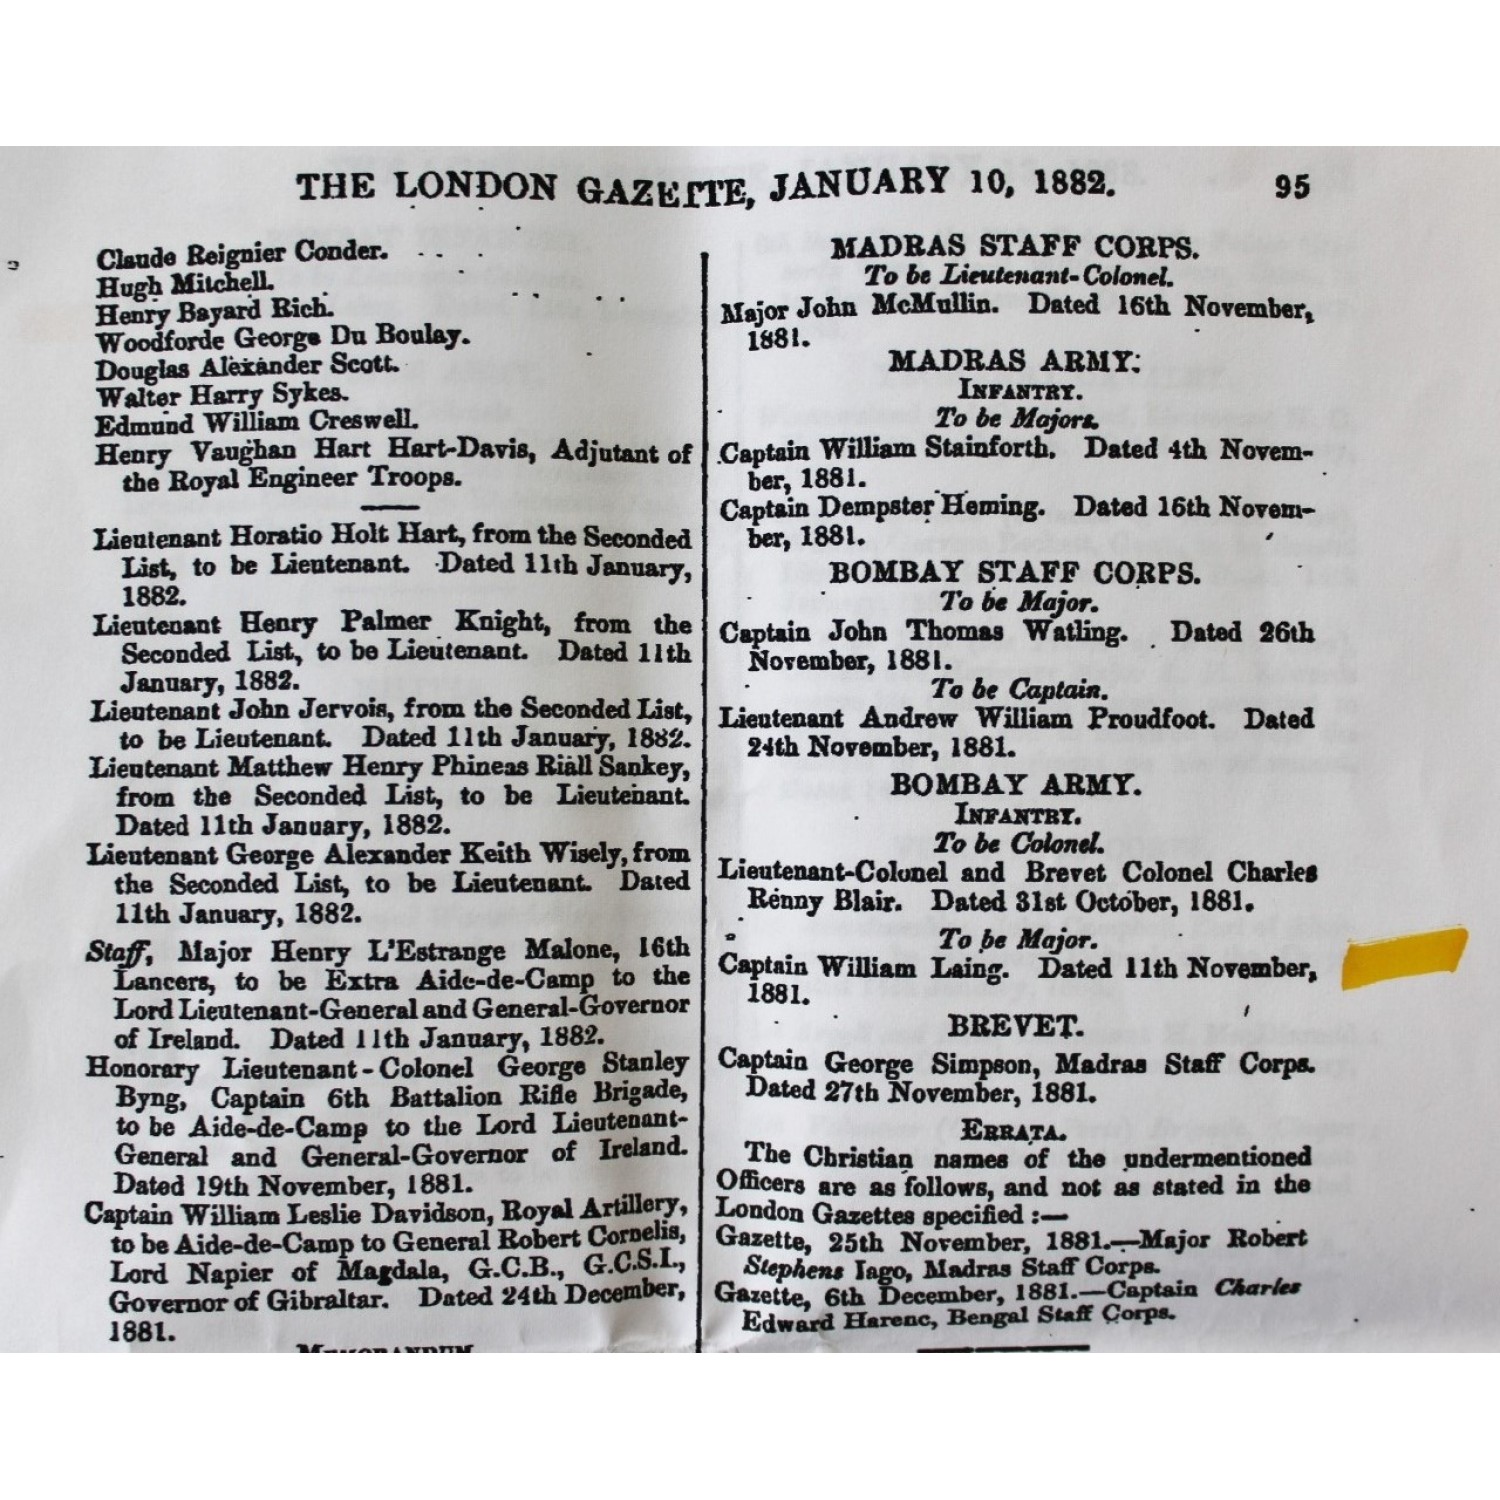 THE LONDON GAZETTE, JANUARY 10, 1882. 95
Claude Reignier Conder.
Hugh Mitchell.
Henry Bayard Rich.
Woodforde George Du Boulay.
Douglas Alexander Scott.
Walter Harry Sykes.
Edmund William Creswell.
Henry Vaughan Hart Hart-Davis, Adjutant of
the Royal Engineer Troops.
Lieutenant Horatio Holt Hart, from the Seconded
List, to be Lieutenant. Dated 11th January,
1882.
Lieutenant Henry Palmer Knight, from the
Seconded List, to be Lieutenant. Dated 11th
January, 1882.
Lieutenant John Jervois, from the Seconded List,
to be Lieutenant. Dated 11th January, 1882.
Lieutenant Matthew Henry Phineas Riall Sankey,
from the Seconded List, to be Lieutenant.
Dated 11th January, 1882.
Lieutenant George Alexander Keith Wisely, from
the Seconded List, to be Lieutenant. Dated
11th January, 1882.
Staff, Major Henry L'Estrange Malone, 16th
Lancers, to be Extra Aide-de-Camp to the
Lord Lieutenant-General and General-Governor
of Ireland. Dated 11th January, 1882.
Honorary Lieutenant-Colonel George Stanley
Byng, Captain 6th Battalion Rifle Brigade,
to be Aide-de-Camp to the Lord Lieutenant-
General and General-Governor of Ireland.
Dated 19th November, 1881.
Captain William Leslie Davidson, Royal Artillery,
to be Aide-de-Camp to General Robert Cornelis,
Lord Napier of Magdala, G.C.B., G.C.S.I.,
Governor of Gibraltar. Dated 24th December,
1881.
MEMORANDUM
MADRAS STAFF CORPS.
To be Lieutenant-Colonel.
Major John McMullin. Dated 16th November,
1881.
MADRAS ARMY.
INFANTRY.
To be Majors.
Captain William Stainforth. Dated 4th Novem-
ber, 1881.
Captain Dempster Heming. Dated 16th Novem-
ber, 1881.
BOMBAY STAFF CORPS.
To be Major.
Captain John Thomas Watling. Dated 26th
November, 1881.
To be Captain.
Lieutenant Andrew William Proudfoot. Dated
24th November, 1881.
BOMBAY ARMY.
INFANTRY.
To be Colonel.
Lieutenant-Colonel and Brevet Colonel Charles
Renny Blair. Dated 31st October, 1881.
To be Major.
Captain William Laing. Dated 11th November,
1881.
BREVET.
Captain George Simpson, Madras Staff Corps.
Dated 27th November, 1881.
ERRATA.
The Christian names of the undermentioned
Officers are as follows, and not as stated in the
London Gazettes specified :—
Gazette, 25th November, 1881.—Major Robert
Stephens Iago, Madras Staff Corps.
Gazette, 6th December, 1881.—Captain Charles
Edward Harenc, Bengal Staff Corps.